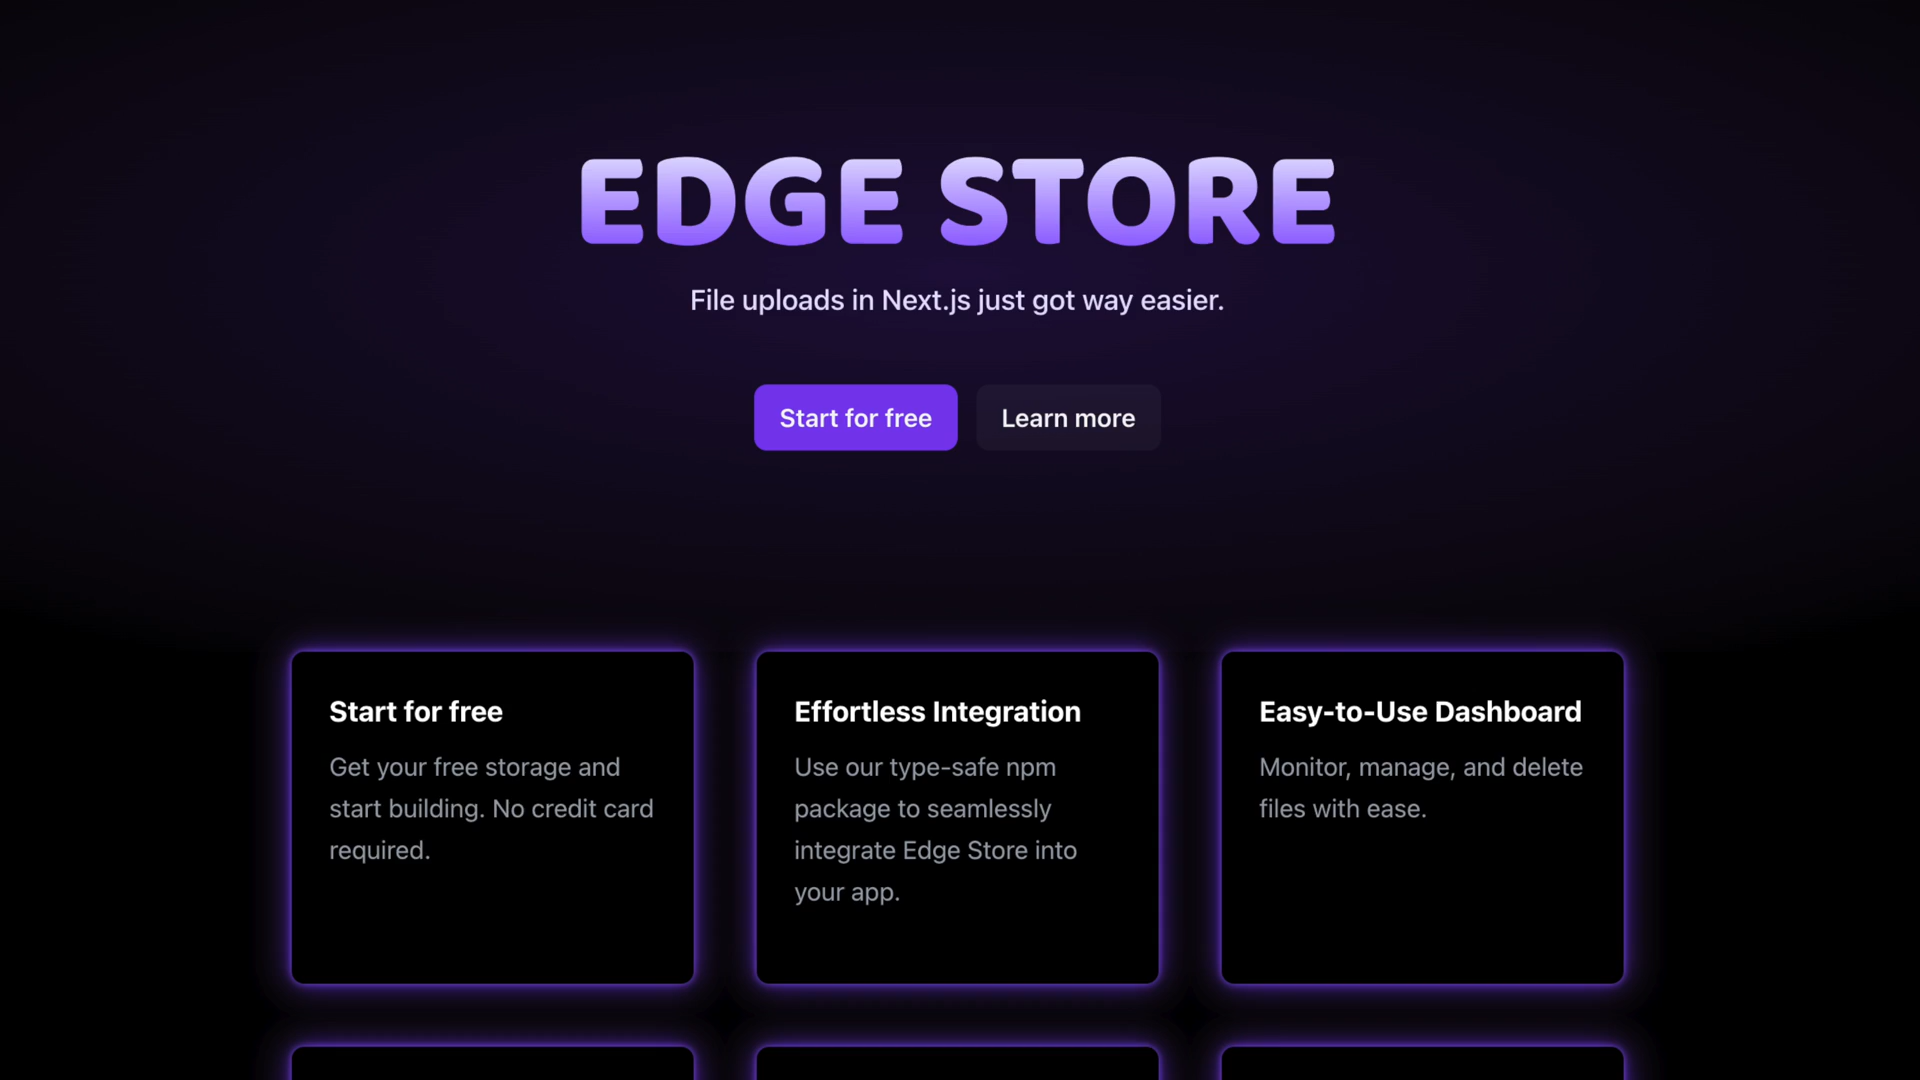 EDGE STORE
File uploads in Next.js just got way easier.
Start for free
Learn more
Start for free
Get your free storage and
start building. No credit card
required.
Effortless Integration
Use our type-safe npm
package to seamlessly
integrate Edge Store into
your app.
Easy-to-Use Dashboard
Monitor, manage, and delete
files with ease.